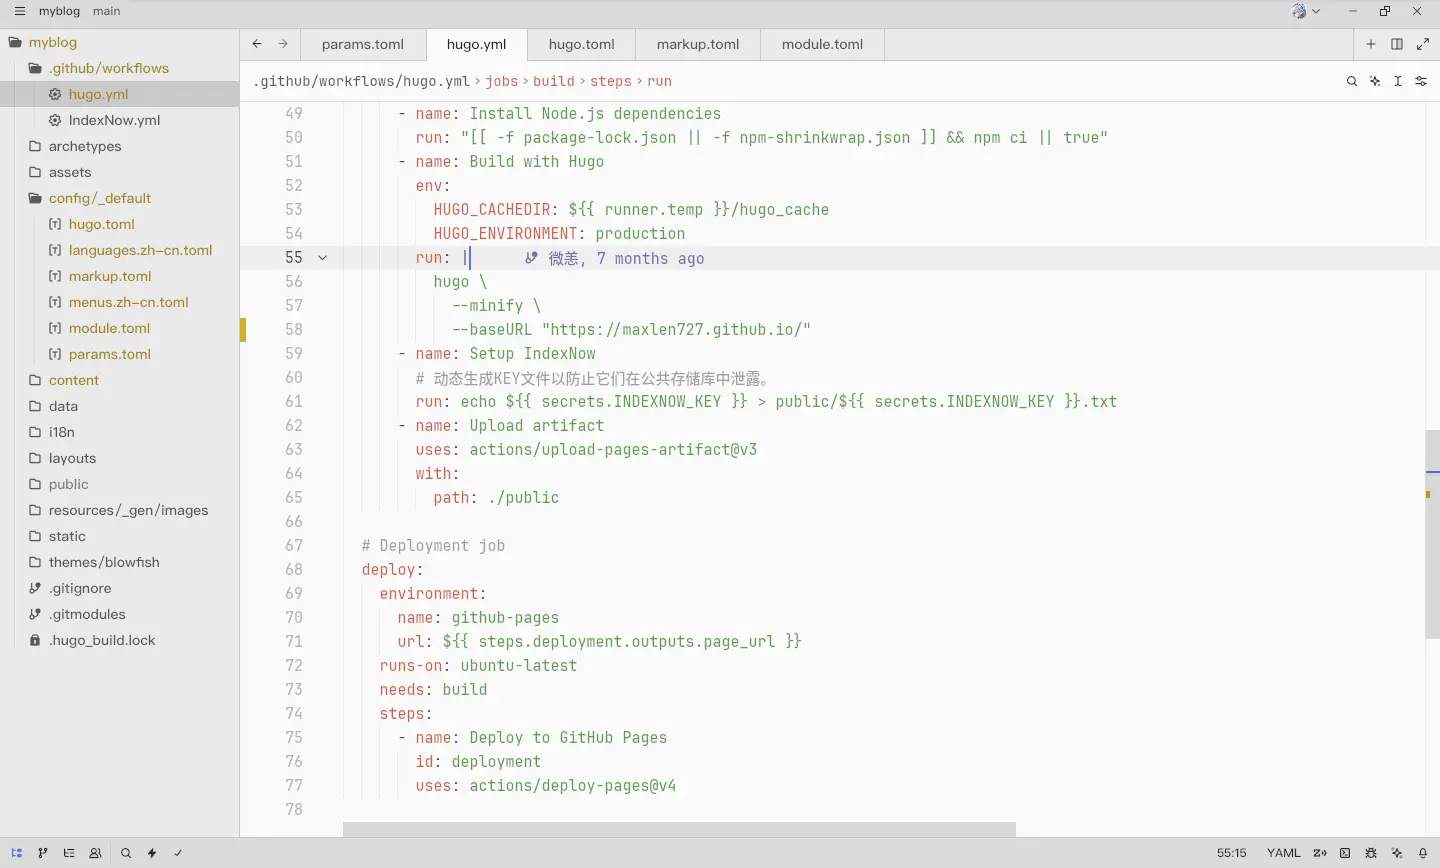 myblog main
myblog
.github/workflows
hugo.yml
IndexNow.yml
archetypes
assets
config/_default
hugo.toml
languages.zh-cn.toml
markup.toml
menus.zh-cn.toml
module.toml
params.toml
content
data
i18n
layouts
public
resources/_gen/images
static
themes/blowfish
.gitignore
.gitmodules
.hugo_build.lock
params.toml hugo.yml hugo.toml markup.toml module.toml
.github/workflows/hugo.yml › jobs › build › steps › run
49 - name: Install Node.js dependencies
50 run: "[[ -f package-lock.json || -f npm-shrinkwrap.json ]] && npm ci || true"
51 - name: Build with Hugo
52 env:
53 HUGO_CACHEDIR: ${{ runner.temp }}/hugo_cache
54 HUGO_ENVIRONMENT: production
55 run: | 微恙, 7 months ago
56 hugo \
57 --minify \
58 --baseURL "https://maxlen727.github.io/"
59 - name: Setup IndexNow
60 # 动态生成KEY文件以防止它们在公共存储库中泄露。
61 run: echo ${{ secrets.INDEXNOW_KEY }} > public/${{ secrets.INDEXNOW_KEY }}.txt
62 - name: Upload artifact
63 uses: actions/upload-pages-artifact@v3
64 with:
65 path: ./public
66
67 # Deployment job
68 deploy:
69 environment:
70 name: github-pages
71 url: ${{ steps.deployment.outputs.page_url }}
72 runs-on: ubuntu-latest
73 needs: build
74 steps:
75 - name: Deploy to GitHub Pages
76 id: deployment
77 uses: actions/deploy-pages@v4
78
55:15 YAML